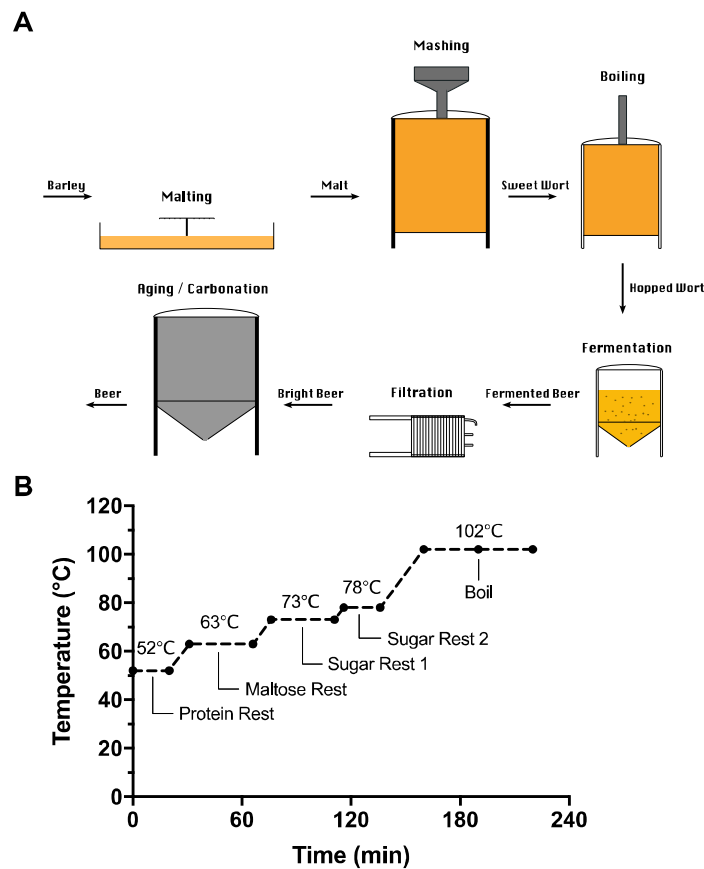 A
Mashing
Boiling
Barley
Malting
Malt
Sweet Wort
Hopped Wort
Aging / Carbonation
Fermentation
Beer
Bright Beer
Filtration
Fermented Beer
B
120
100
80
60
40
20
0
Temperature (°C)
52°C
63°C
73°C
78°C
102°C
Boil
Sugar Rest 2
Sugar Rest 1
Maltose Rest
Protein Rest
0 60 120 180 240
Time (min)